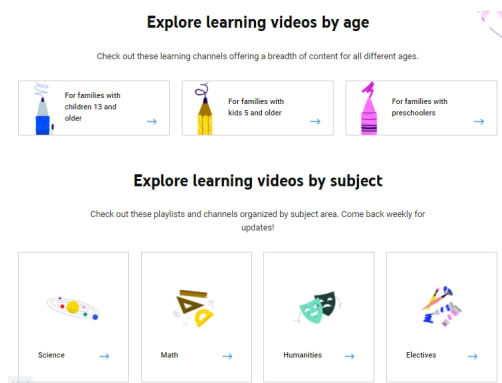 Explore learning videos by age
Check out these learning channels offering a breadth of content for all different ages.
For families with
children 13 and
older
For families with
kids 5 and older
For families with
preschoolers
Explore learning videos by subject
Check out these playlists and channels organized by subject area. Come back weekly for
updates!
Science
Math
Humanities
Electives